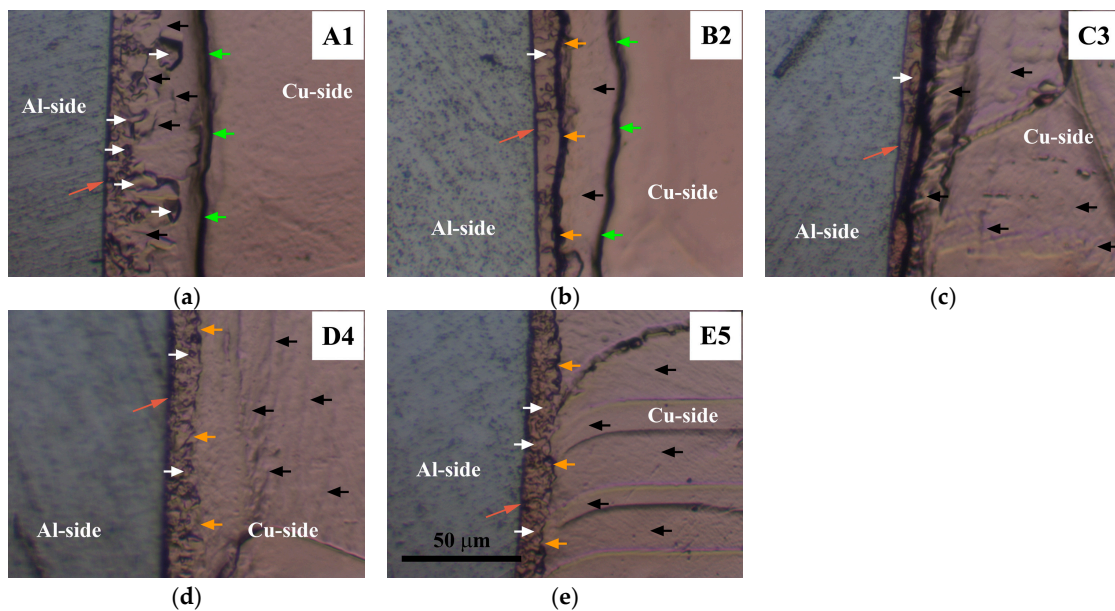 A1
Al-side
Cu-side
(a)
B2
Al-side
Cu-side
(b)
C3
Al-side
Cu-side
(c)
D4
Al-side
Cu-side
(d)
E5
Al-side
Cu-side
50 μm
(e)